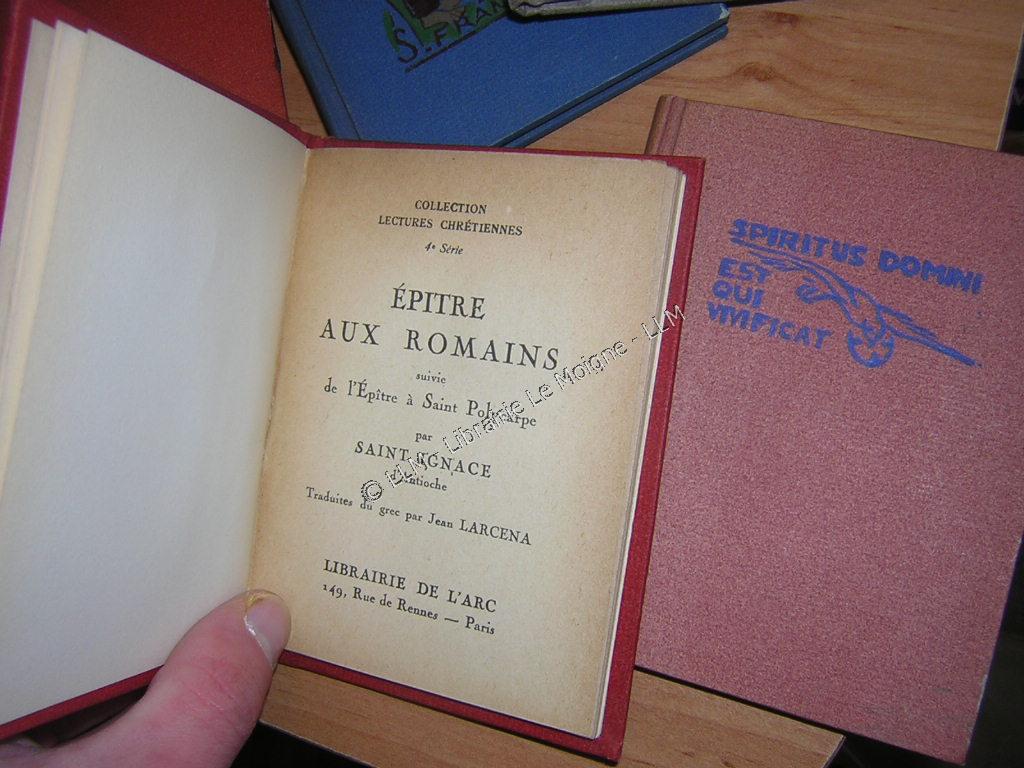 COLLECTION
LECTURES CHRÉTIENNES
4e Série
ÉPITRE
AUX ROMAINS
suivie
de l'Épître à Saint Polycarpe
par
SAINT IGNACE
d'Antioche
Traduites du grec par Jean LARCENA
LIBRAIRIE DE L'ARC
149, Rue de Rennes — Paris
SPIRITUS DOMINI
EST
QUI
VIVIFICAT
© LLM - Librairie Le Moigne - LLM